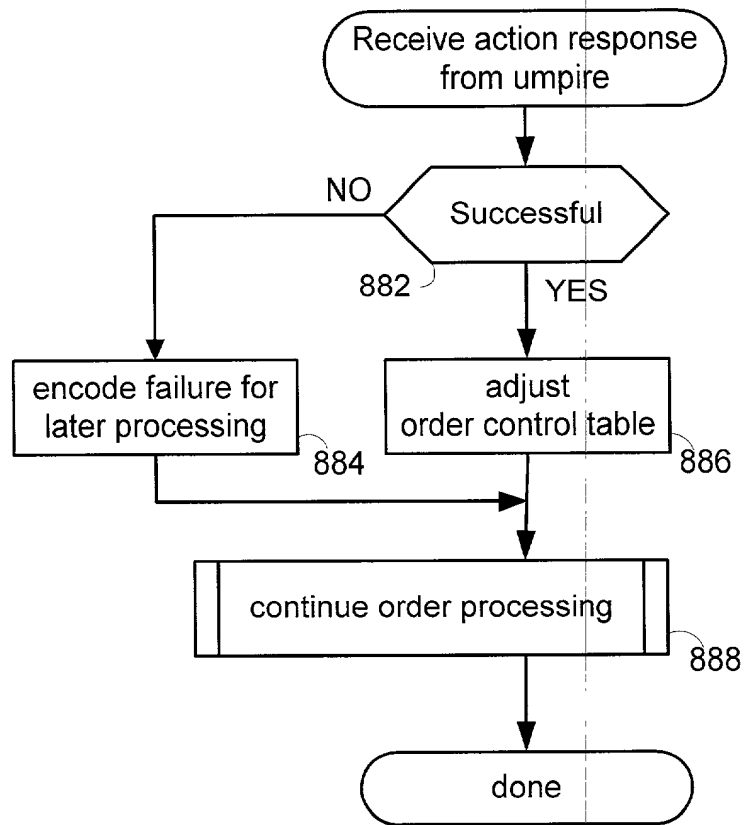 Receive action response
from umpire
NO
Successful
882
YES
encode failure for
later processing
884
adjust
order control table
886
continue order processing
888
done